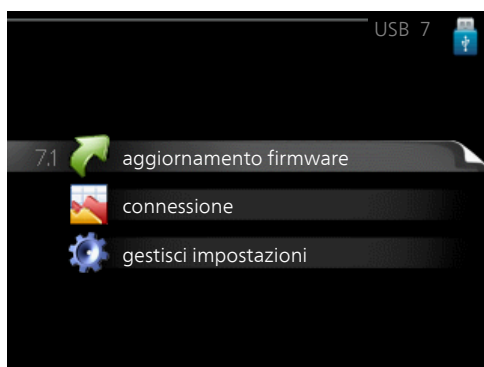 USB 7
7.1 aggiornamento firmware
connessione
gestisci impostazioni